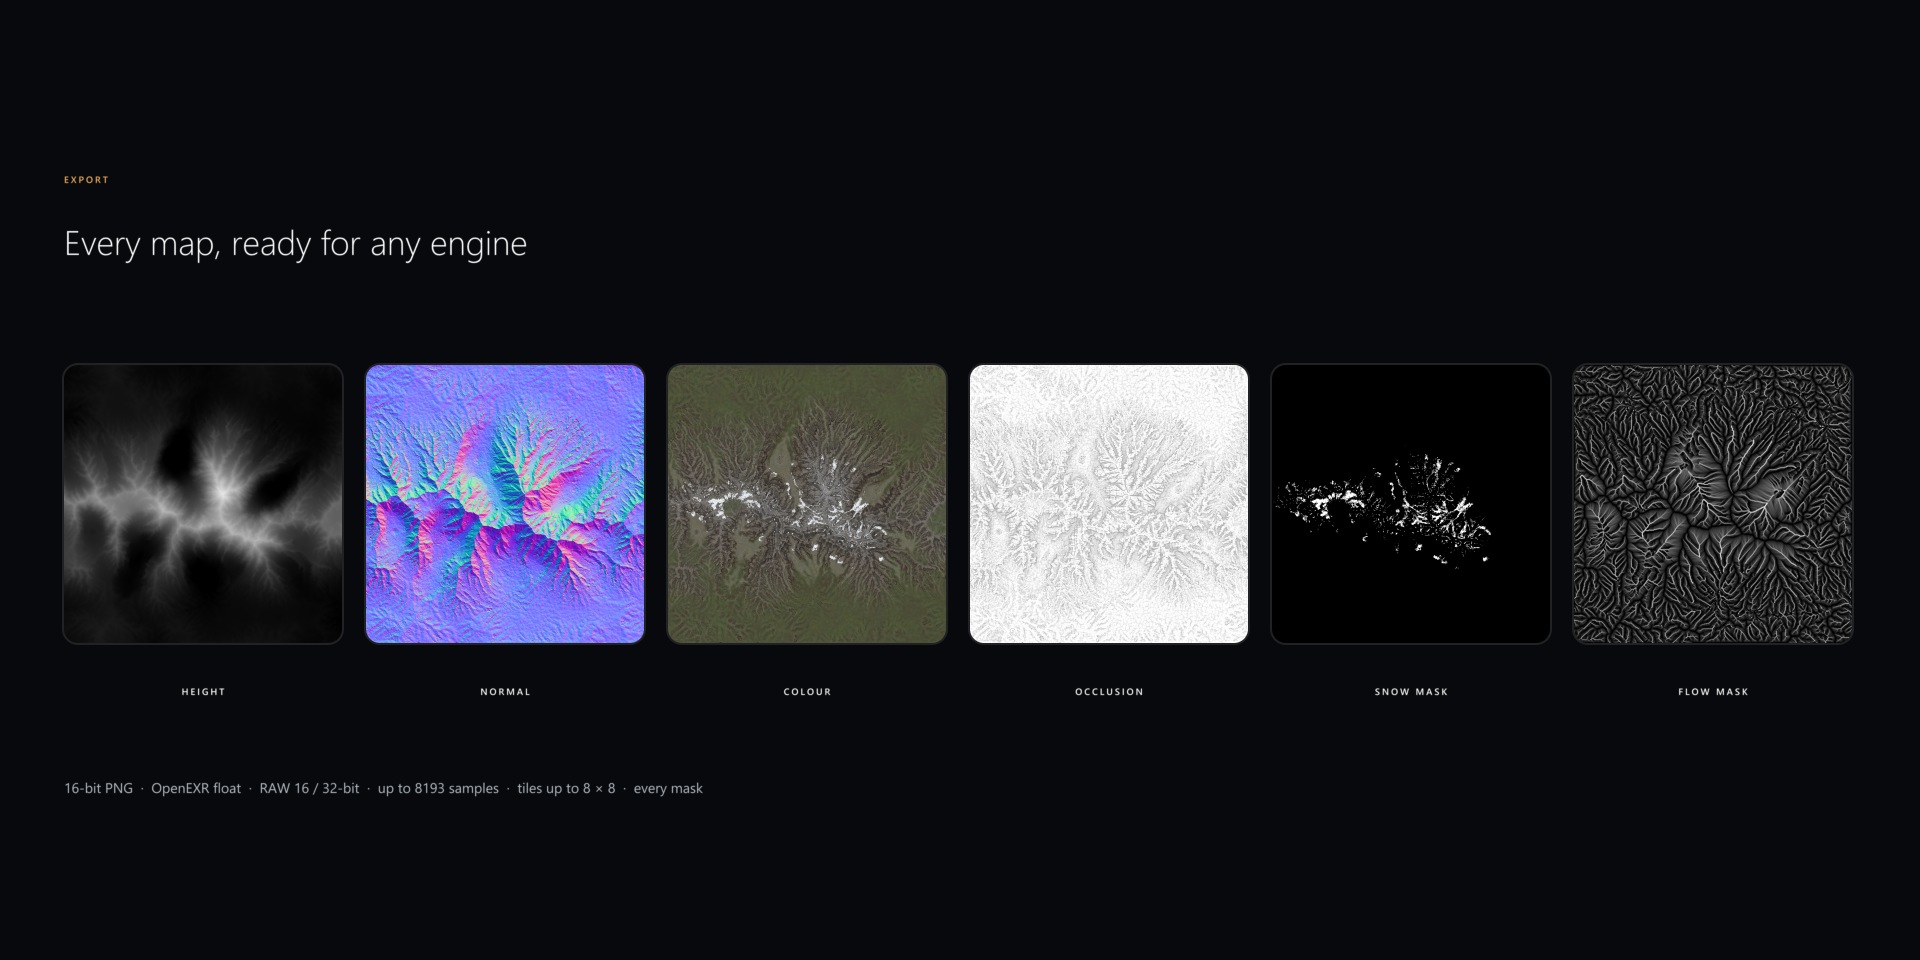 EXPORT
Every map, ready for any engine
HEIGHT
NORMAL
COLOUR
OCCLUSION
SNOW MASK
FLOW MASK
16-bit PNG · OpenEXR float · RAW 16 / 32-bit · up to 8193 samples · tiles up to 8 × 8 · every mask